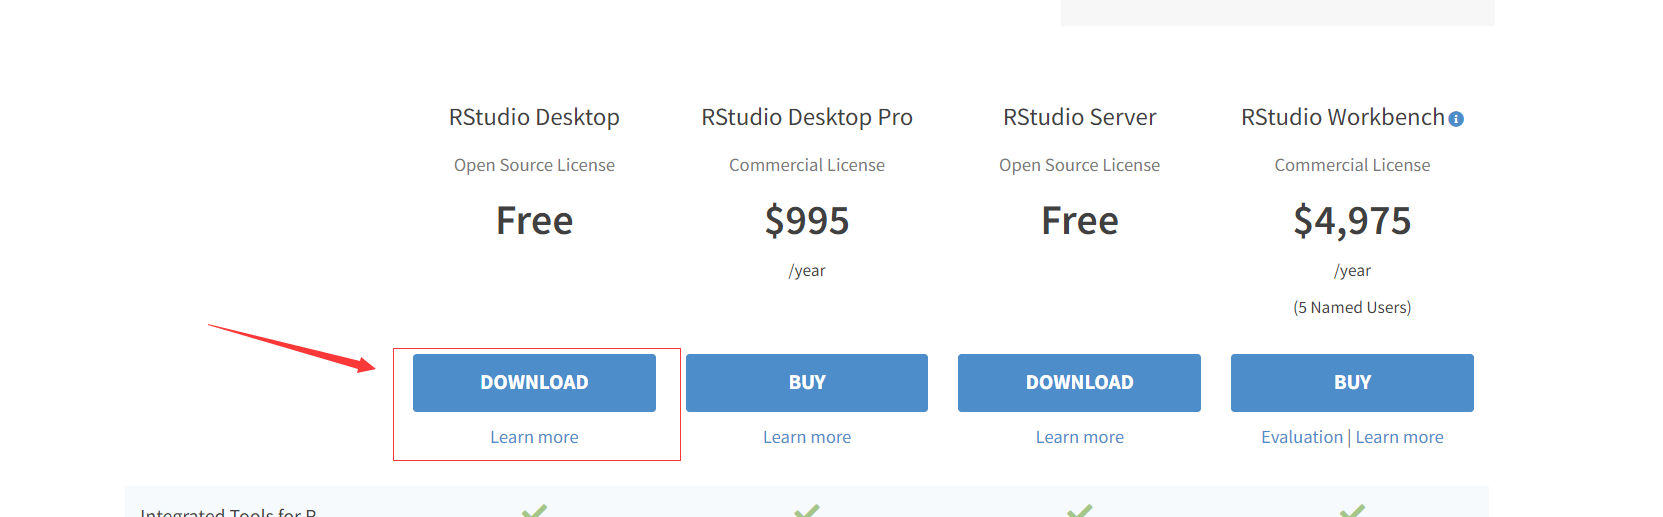 RStudio Desktop
RStudio Desktop Pro
RStudio Server
RStudio Workbench
Open Source License
Commercial License
Open Source License
Commercial License
Free
$995
Free
$4,975
/year
/year
(5 Named Users)
DOWNLOAD
BUY
DOWNLOAD
BUY
Learn more
Learn more
Learn more
Evaluation | Learn more
Integrated Tools for R